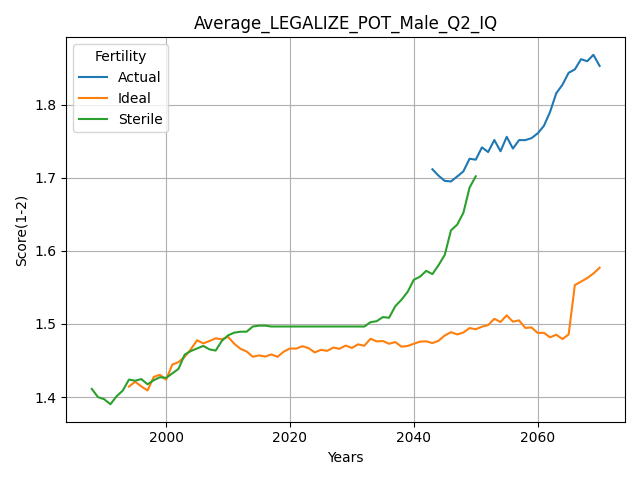 Average_LEGALIZE_POT_Male_Q2_IQ
Fertility
Actual
Ideal
Sterile
Score(1-2)
1.8
1.7
1.6
1.5
1.4
2000
2020
2040
2060
Years